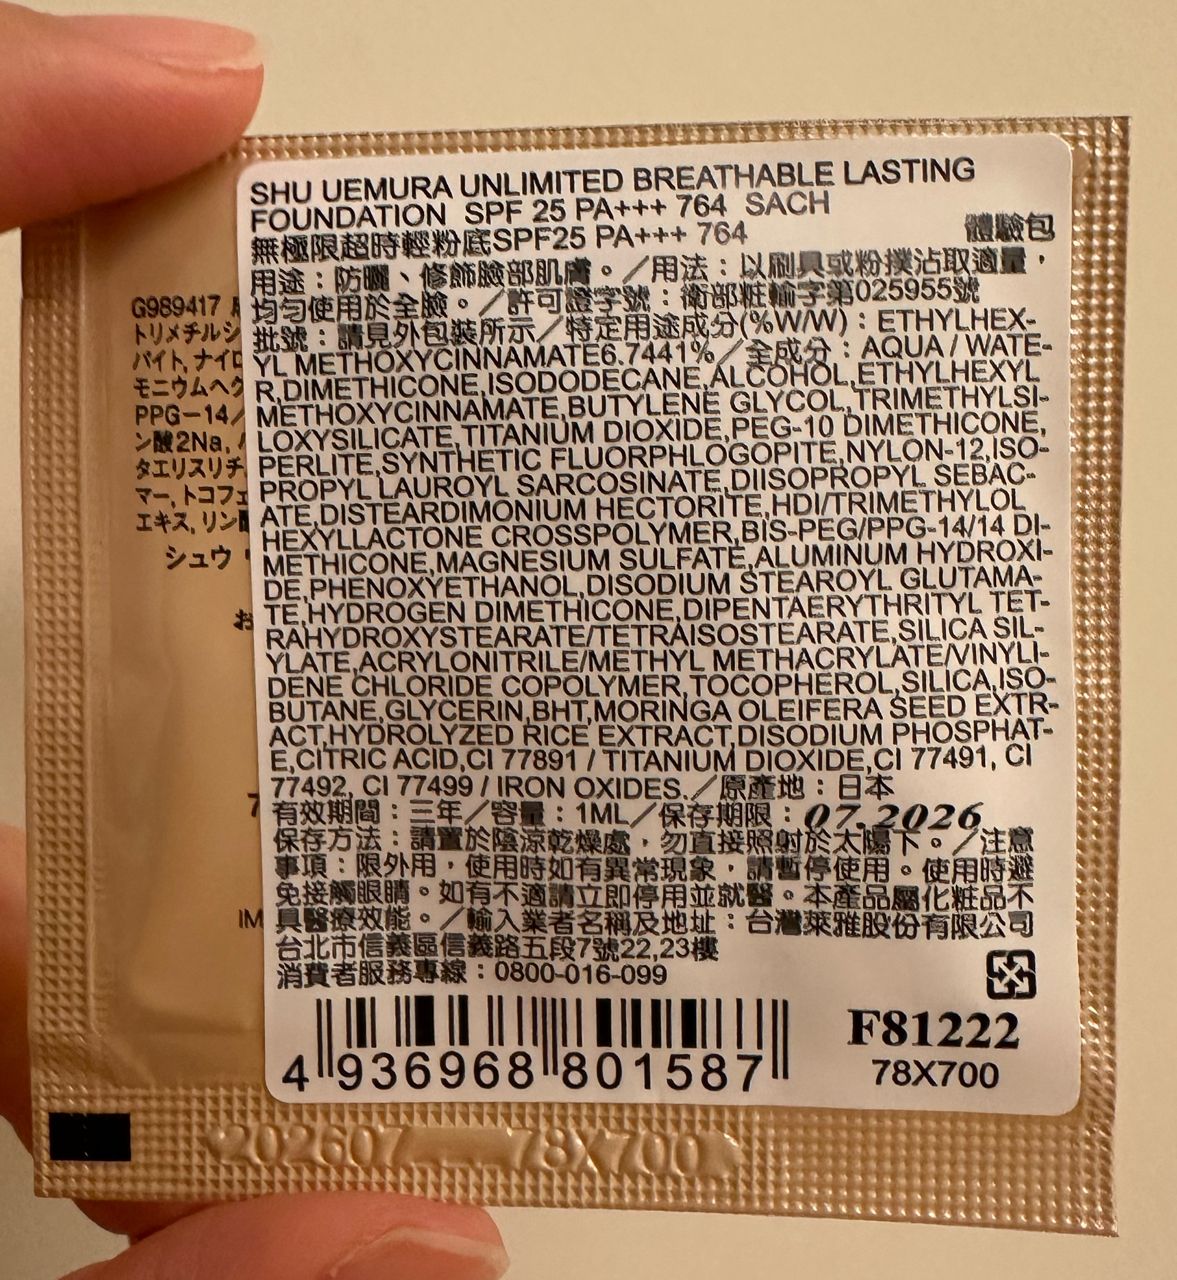 SHU UEMURA UNLIMITED BREATHABLE LASTING
FOUNDATION SPF 25 PA+++ 764 SACH
無極限超時輕粉底SPF25 PA+++ 764
體驗包
用途：防曬、修飾臉部肌膚。／用法：以刷具或粉撲沾取適量，
均勻使用於全臉。／許可證字號：衛部粧輸字第025955號
批號：請見外包裝所示／特定用途成分(%W/W)：ETHYLHEX-
YL METHOXYCINNAMATE6.7441%／全成分：AQUA / WATE-
R,DIMETHICONE,ISODODECANE,ALCOHOL,ETHYLHEXYL
METHOXYCINNAMATE,BUTYLENE GLYCOL,TRIMETHYLSI-
LOXYSILICATE,TITANIUM DIOXIDE,PEG-10 DIMETHICONE,
PERLITE,SYNTHETIC FLUORPHLOGOPITE,NYLON-12,ISO-
PROPYL LAUROYL SARCOSINATE,DIISOPROPYL SEBAC-
ATE,DISTEARDIMONIUM HECTORITE,HDI/TRIMETHYLOL
HEXYLLACTONE CROSSPOLYMER,BIS-PEG/PPG-14/14 DI-
METHICONE,MAGNESIUM SULFATE,ALUMINUM HYDROXI-
DE,PHENOXYETHANOL,DISODIUM STEAROYL GLUTAMA-
TE,HYDROGEN DIMETHICONE,DIPENTAERYTHRITYL TET-
RAHYDROXYSTEARATE/TETRAISOSTEARATE,SILICA SIL-
YLATE,ACRYLONITRILE/METHYL METHACRYLATE/VINYLI-
DENE CHLORIDE COPOLYMER,TOCOPHEROL,SILICA,ISO-
BUTANE,GLYCERIN,BHT,MORINGA OLEIFERA SEED EXTR-
ACT,HYDROLYZED RICE EXTRACT,DISODIUM PHOSPHAT-
E,CITRIC ACID,CI 77891 / TITANIUM DIOXIDE,CI 77491, CI
77492, CI 77499 / IRON OXIDES.／原產地：日本
有效期間：三年／容量：1ML／保存期限：07.2026
保存方法：請置於陰涼乾燥處，勿直接照射於太陽下。／注意
事項：限外用，使用時如有異常現象，請暫停使用。使用時避
免接觸眼睛。如有不適請立即停用並就醫。本產品屬化粧品不
具醫療效能。／輸入業者名稱及地址：台灣萊雅股份有限公司
台北市信義區信義路五段7號22,23樓
消費者服務專線：0800-016-099
4 936968 801587
F81222
78X700
G989417
トリメチルシ
バイト, ナイロ
モニウムヘク
PPG－14／
ン酸2Na,
タエリスリチ
マー, トコフェ
エキス, リン
シュウ
お
7
IM
202607 78X700